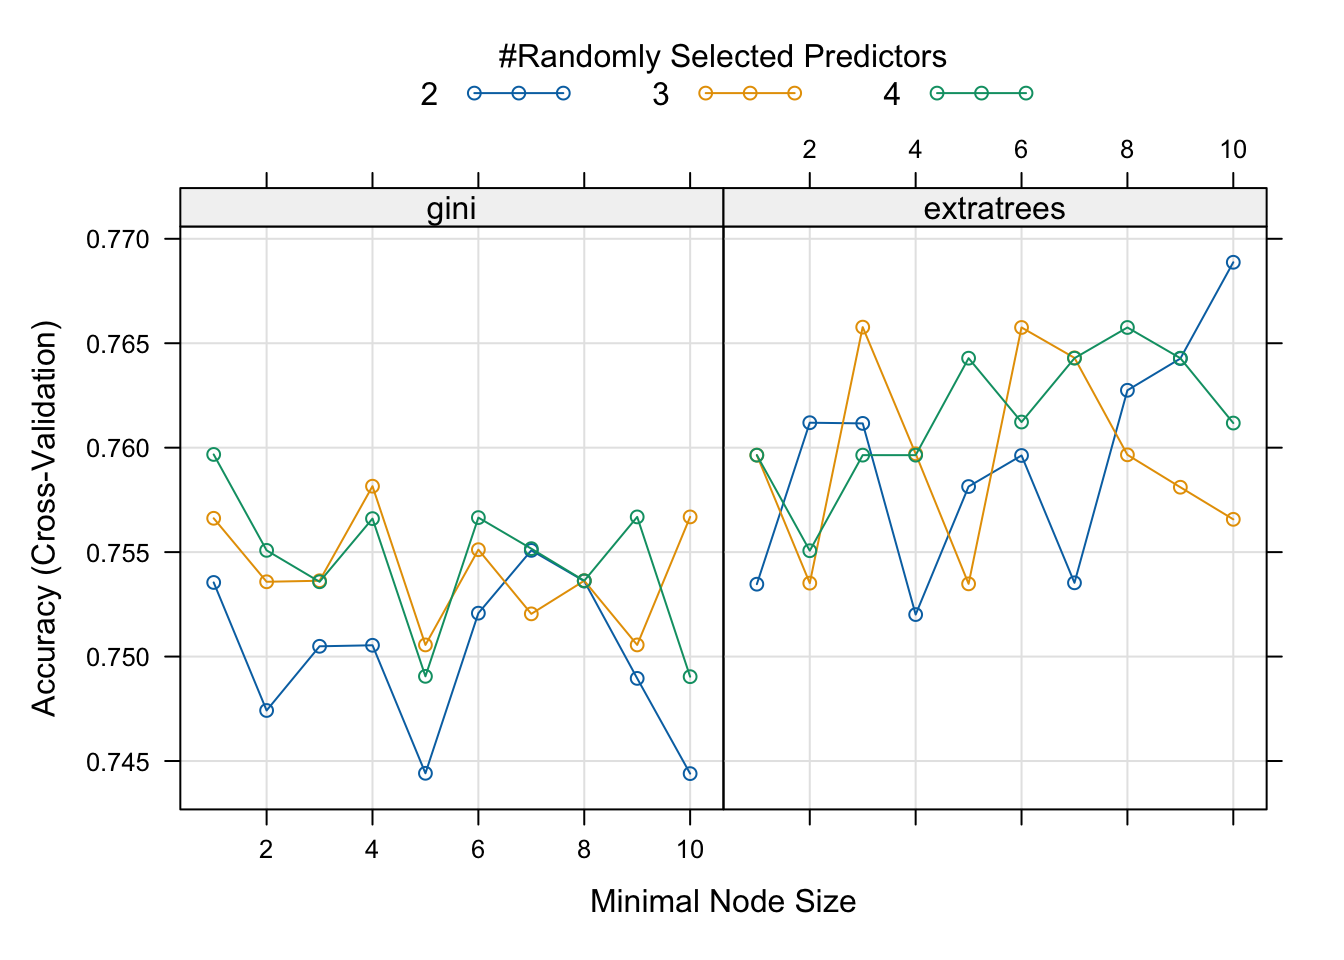 #Randomly Selected Predictors
2 3 4
2 4 6 8 10
gini extratrees
0.770
0.765
0.760
0.755
0.750
0.745
Accuracy (Cross-Validation)
2 4 6 8 10
Minimal Node Size